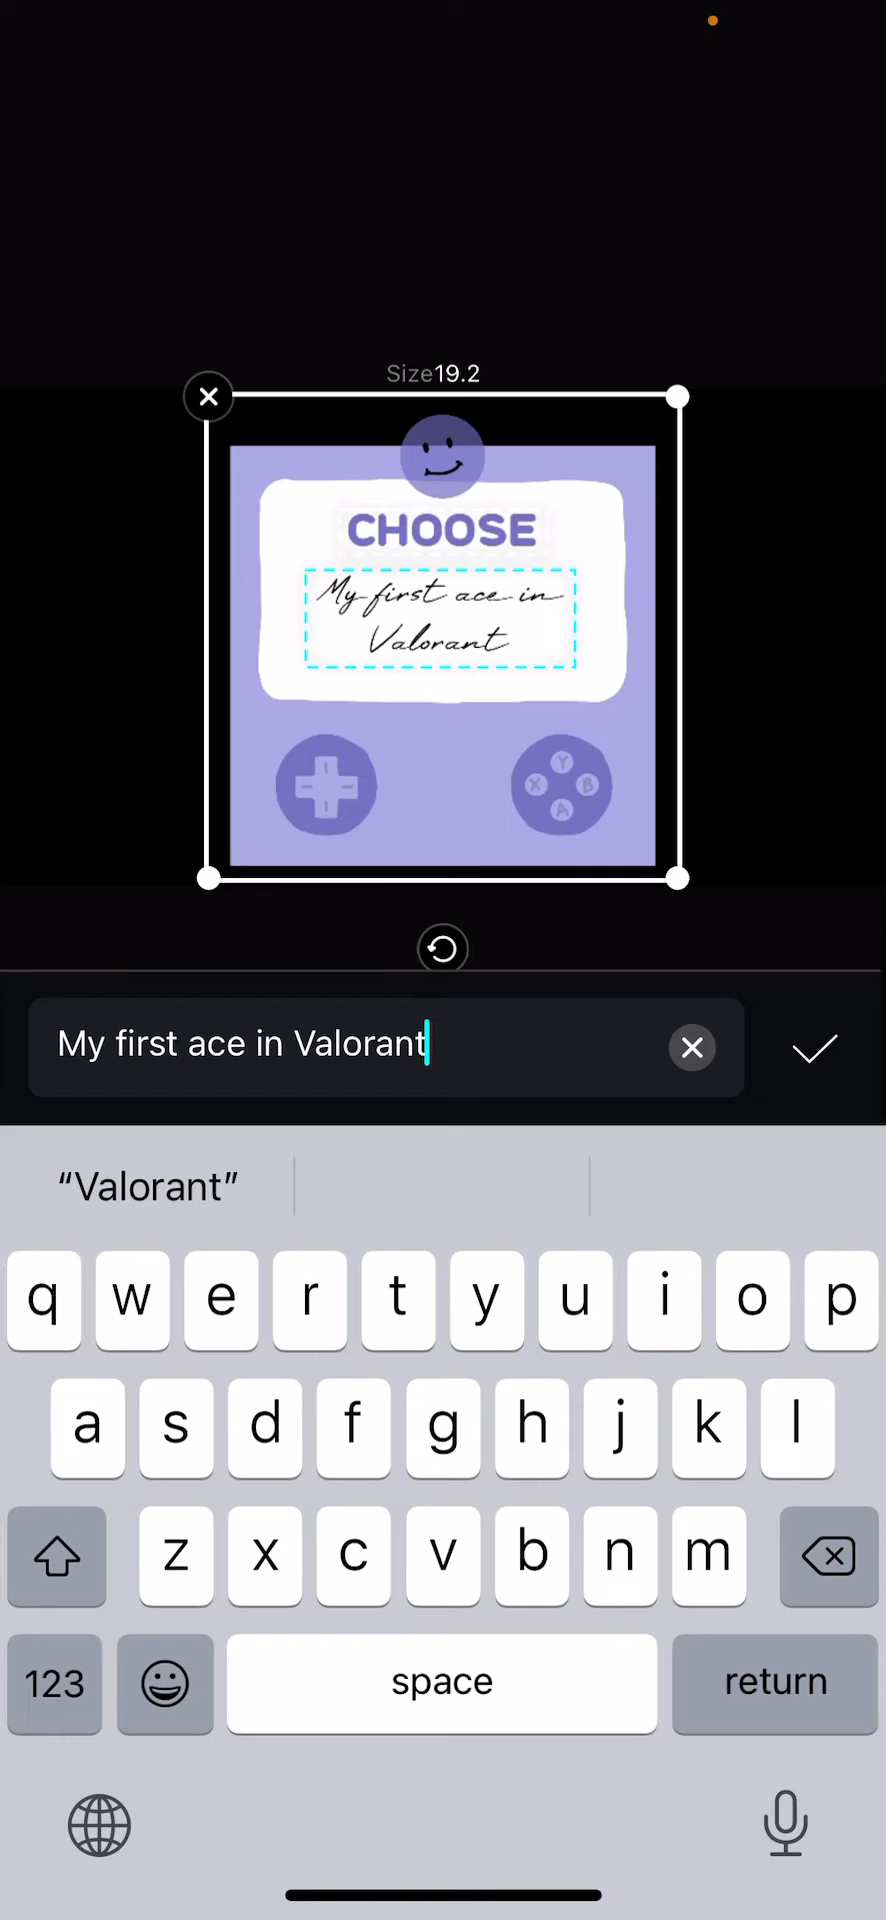 Size19.2
CHOOSE
My first ace in
Valorant
Y
X B
A
My first ace in Valorant
“Valorant”
q w e r t y u i o p
a s d f g h j k l
z x c v b n m
123 space return